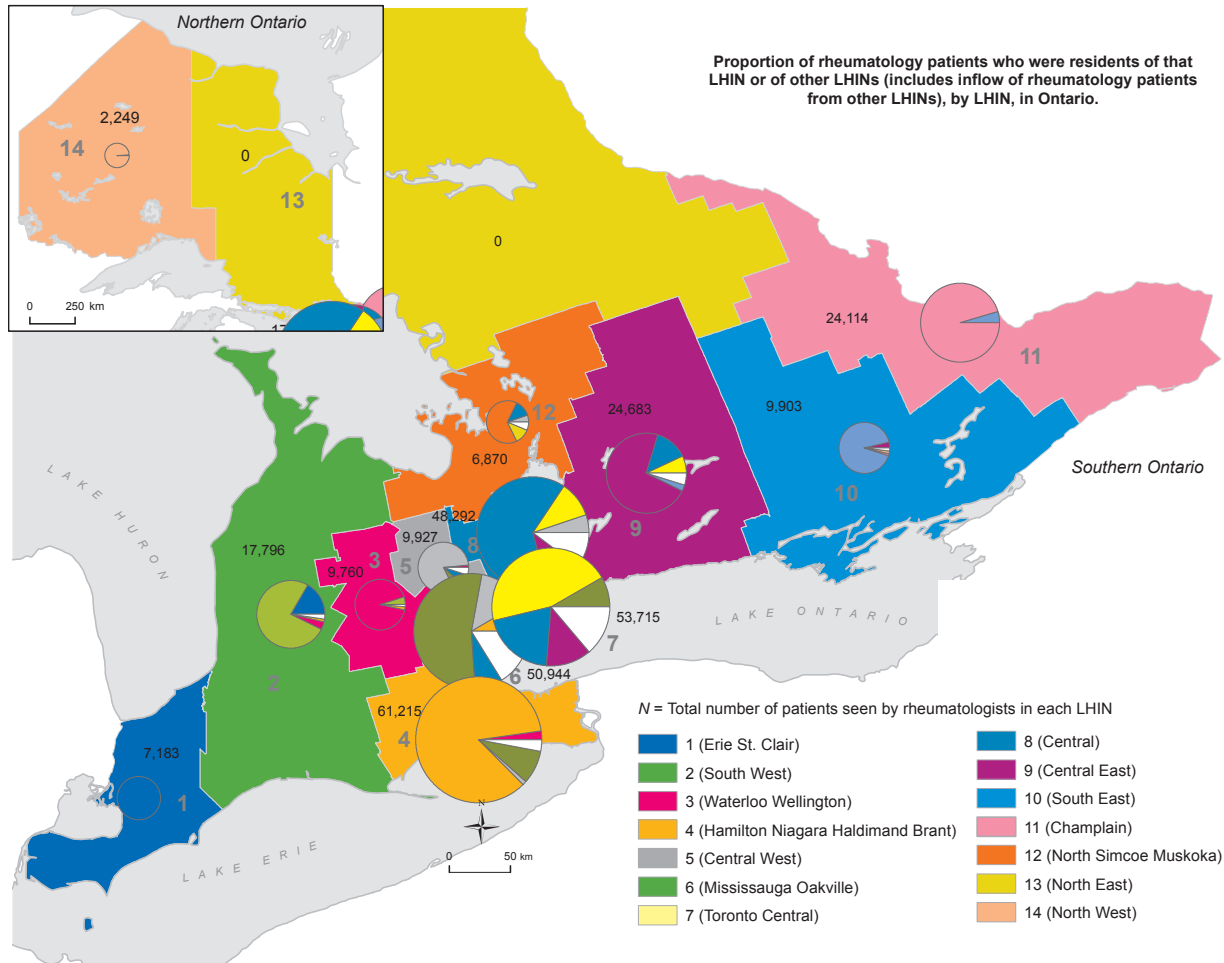 Northern Ontario
Proportion of rheumatology patients who were residents of that
LHIN or of other LHINs (includes inflow of rheumatology patients
from other LHINs), by LHIN, in Ontario.
2,249
14
0
13
0 250 km
0
24,114
11
12
6,870
24,683
9
9,903
10
Southern Ontario
LAKE HURON
17,796
2
9,760
3
9,927
5
48,292
8
53,715
7
LAKE ONTARIO
50,944
6
61,215
4
7,183
1
LAKE ERIE
N
0 50 km
N = Total number of patients seen by rheumatologists in each LHIN
1 (Erie St. Clair)
2 (South West)
3 (Waterloo Wellington)
4 (Hamilton Niagara Haldimand Brant)
5 (Central West)
6 (Mississauga Oakville)
7 (Toronto Central)
8 (Central)
9 (Central East)
10 (South East)
11 (Champlain)
12 (North Simcoe Muskoka)
13 (North East)
14 (North West)